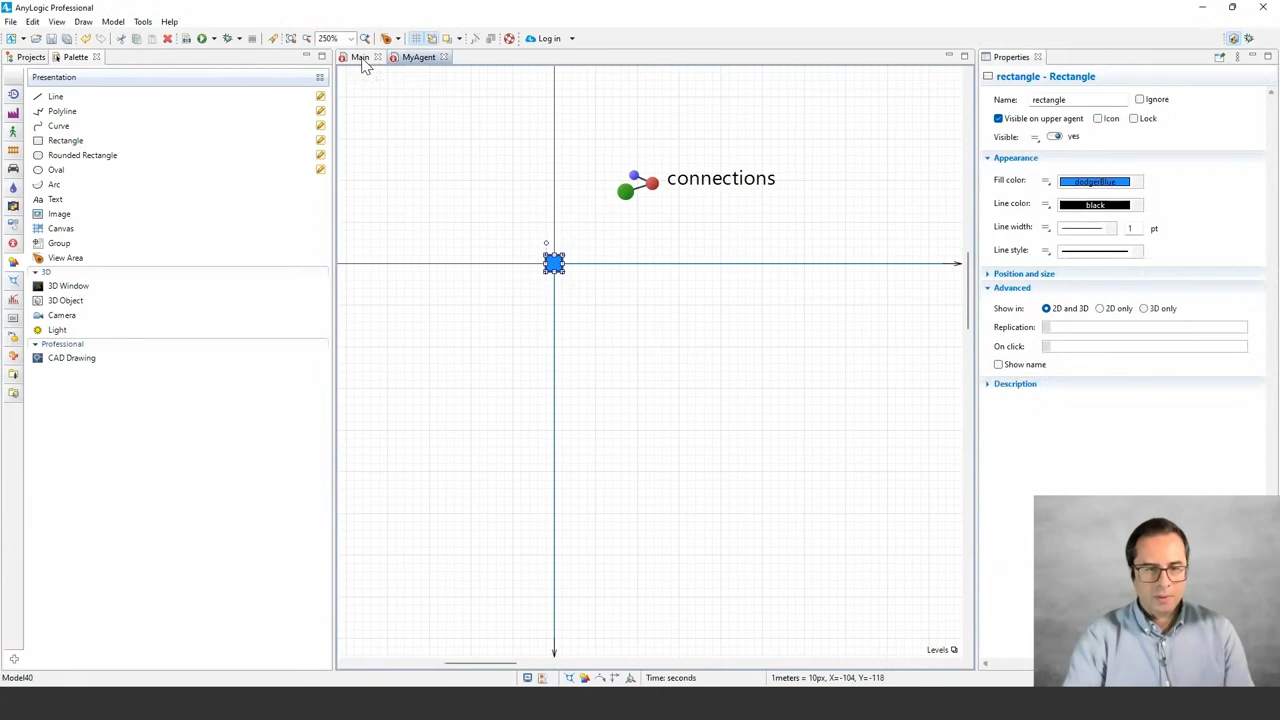 AnyLogic Professional
File Edit View Draw Model Tools Help
250% Log in
Projects Palette Main MyAgent Properties
Presentation
Line
Polyline
Curve
Rectangle
Rounded Rectangle
Oval
Arc
Aa Text
Image
Canvas
Group
View Area
3D
3D Window
3D Object
Camera
Light
Professional
CAD Drawing
connections
Levels
rectangle - Rectangle
Name: rectangle Ignore
Visible on upper agent Icon Lock
Visible: yes
Appearance
Fill color: dodgerBlue
Line color: black
Line width: 1 pt
Line style:
Position and size
Advanced
Show in: 2D and 3D 2D only 3D only
Replication:
On click:
Show name
Description
Model40 Time: seconds 1meters = 10px, X=-104, Y=-118